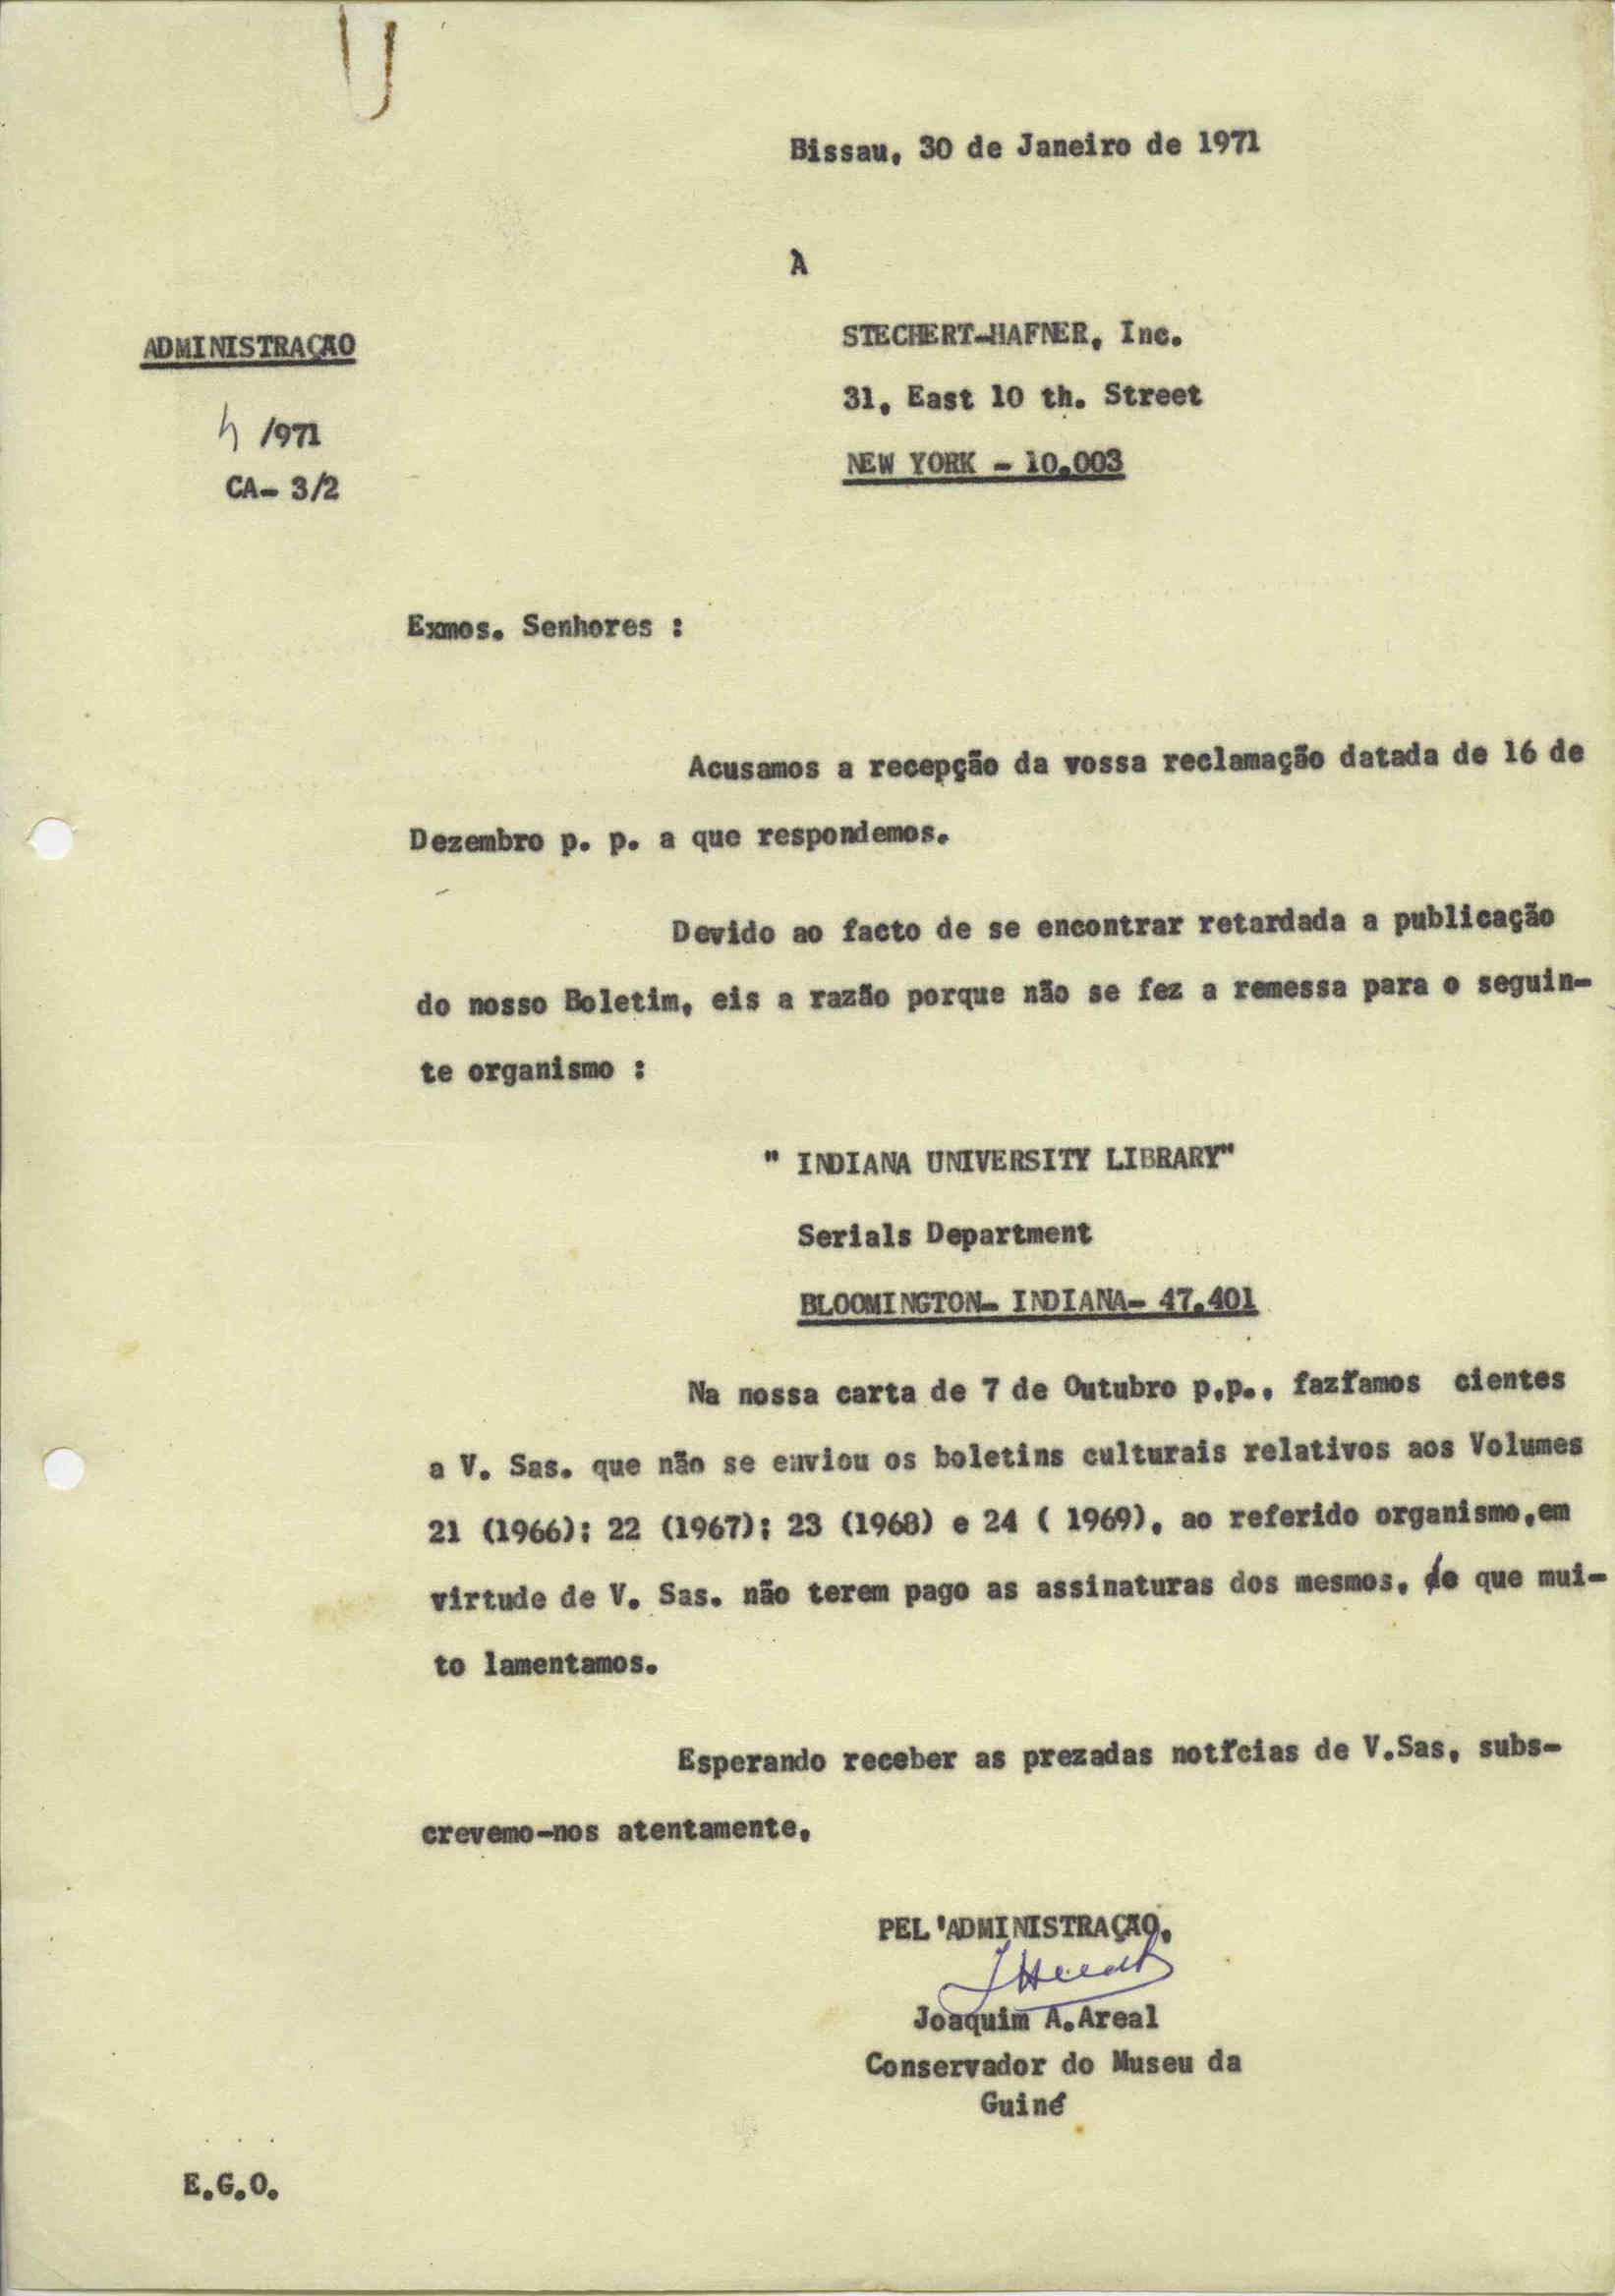 Bissau, 30 de Janeiro de 1971
À
STECHERT-HAFNER, Inc.
ADMINISTRAÇÃO
31, East 10 th. Street
/971
NEW YORK - 10.003
CA- 3/2
Exmos. Senhores :
Acusamos a recepção da vossa reclamação datada de 16 de
Dezembro p. p. a que respondemos.
Devido ao facto de se encontrar retardada a publicação
do nosso Boletim, eis a razão porque não se fez a remessa para o seguin-
te organismo :
" INDIANA UNIVERSITY LIBRARY"
Serials Department
BLOOMINGTON- INDIANA- 47.401
Na nossa carta de 7 de Outubro p.p., fazíamos cientes
a V. Sas. que não se enviou os boletins culturais relativos aos Volumes
21 (1966); 22 (1967); 23 (1968) e 24 ( 1969), ao referido organismo,em
virtude de V. Sas. não terem pago as assinaturas dos mesmos, o que mui-
to lamentamos.
Esperando receber as prezadas notícias de V.Sas, subs-
crevemo-nos atentamente,
PEL'ADMINISTRAÇÃO,
Joaquim A.Areal
Conservador do Museu da
Guiné
E.G.O.